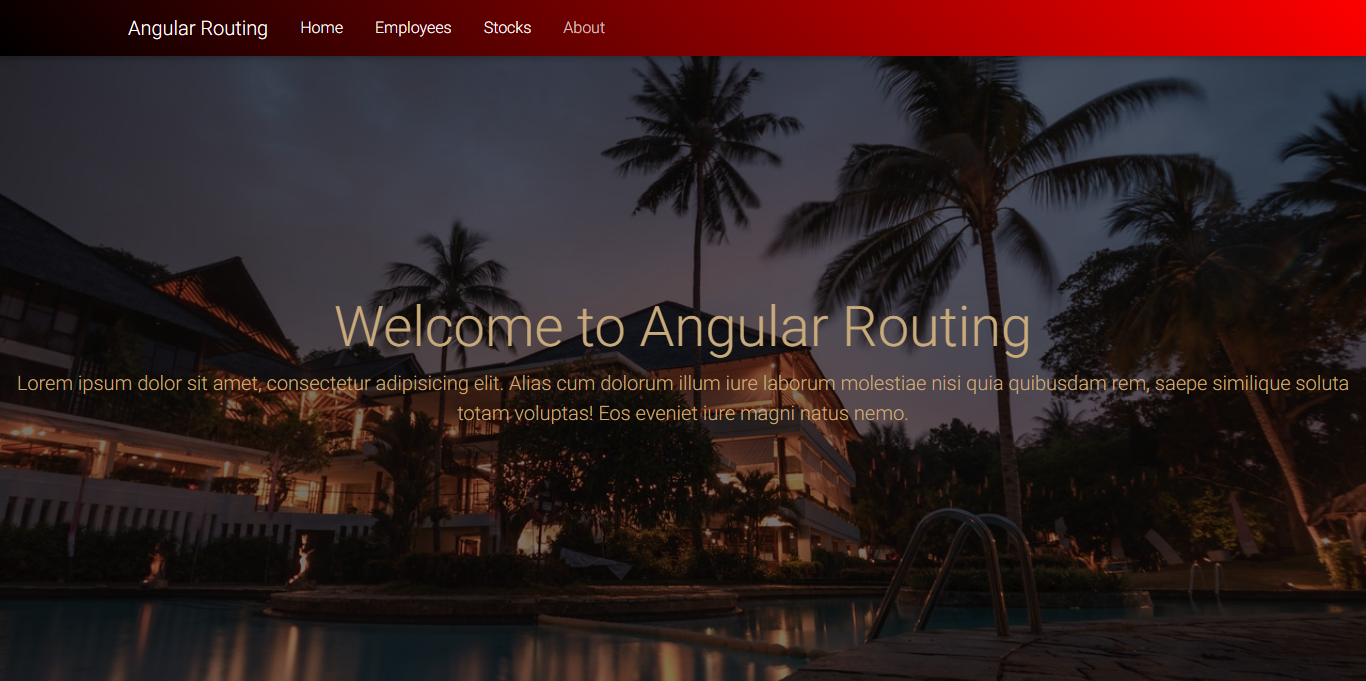 Angular Routing Home Employees Stocks About
Welcome to Angular Routing
Lorem ipsum dolor sit amet, consectetur adipisicing elit. Alias cum dolorum illum iure laborum molestiae nisi quia quibusdam rem, saepe similique soluta
totam voluptas! Eos eveniet iure magni natus nemo.